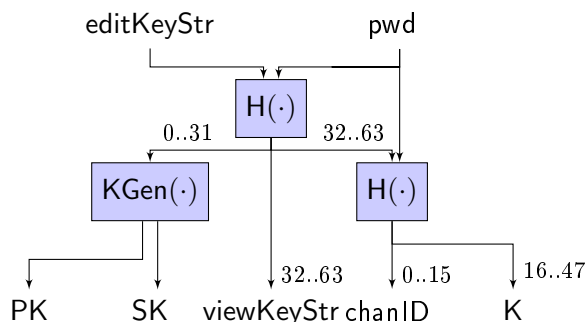 editKeyStr pwd
H(·)
0..31 32..63
KGen(·) H(·)
32..63 0..15 16..47
PK SK viewKeyStr chanID K